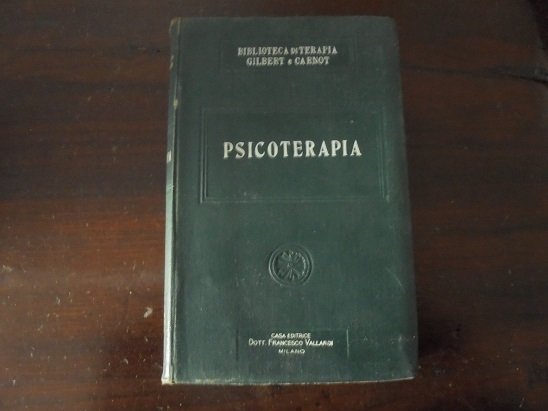 BIBLIOTECA DI TERAPIA
GILBERT e CARNOT
PSICOTERAPIA
CASA EDITRICE
DOTT. FRANCESCO VALLARDI
MILANO